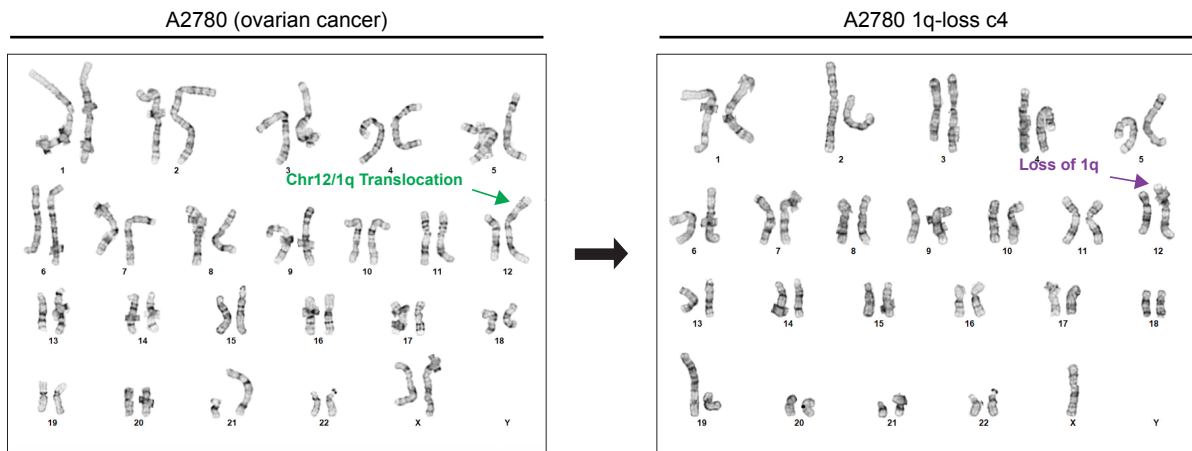 A2780 (ovarian cancer)
1 2 3 4 5
Chr12/1q Translocation
6 7 8 9 10 11 12
13 14 15 16 17 18
19 20 21 22 X Y
A2780 1q-loss c4
1 2 3 4 5
Loss of 1q
6 7 8 9 10 11 12
13 14 15 16 17 18
19 20 21 22 X Y